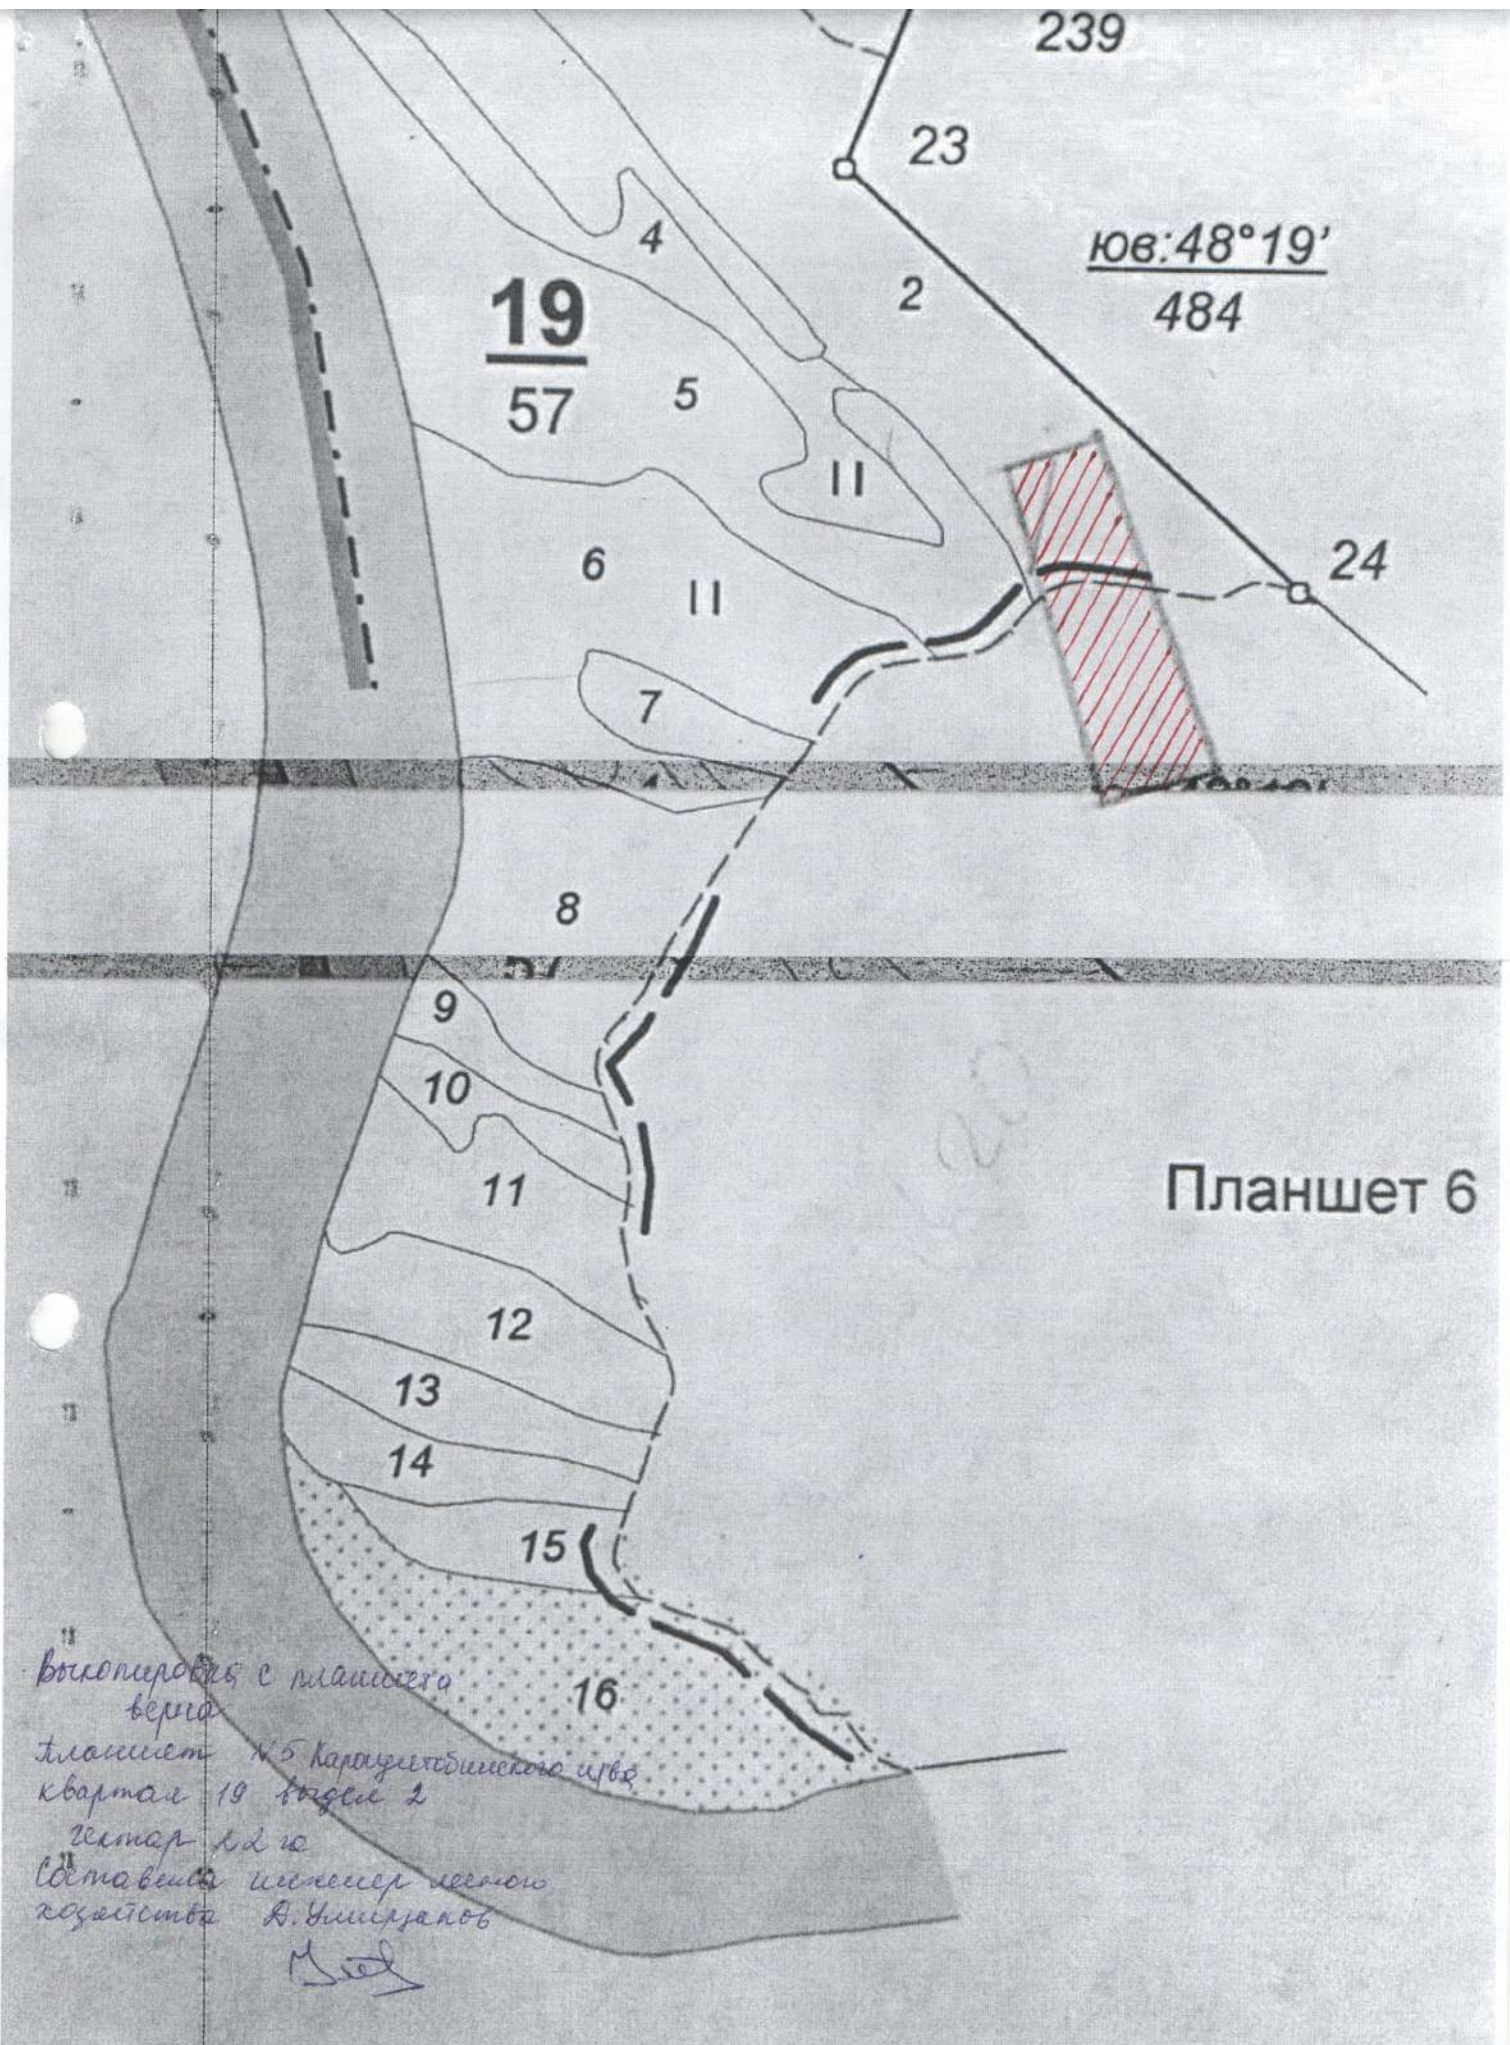 239
23
юв:48°19'
484
4
2
19
57
5
6
24
7
8
9
10
11
Планшет 6
12
13
14
15
16
Выкопировка с планшета
верна
Планшет №5
квартал 19 выдел 2
гектар га
Составила инженер лесного
хозяйства